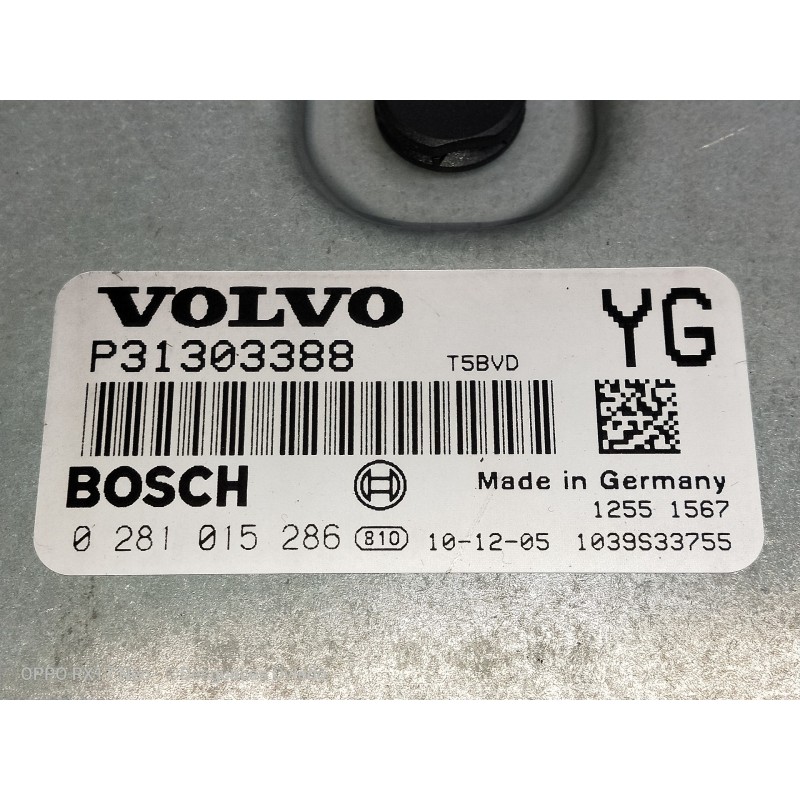 VOLVO
YG
P31303388 T5BVD
BOSCH Made in Germany
1255 1567
0 281 015 286 810 10-12-05 1039S33755